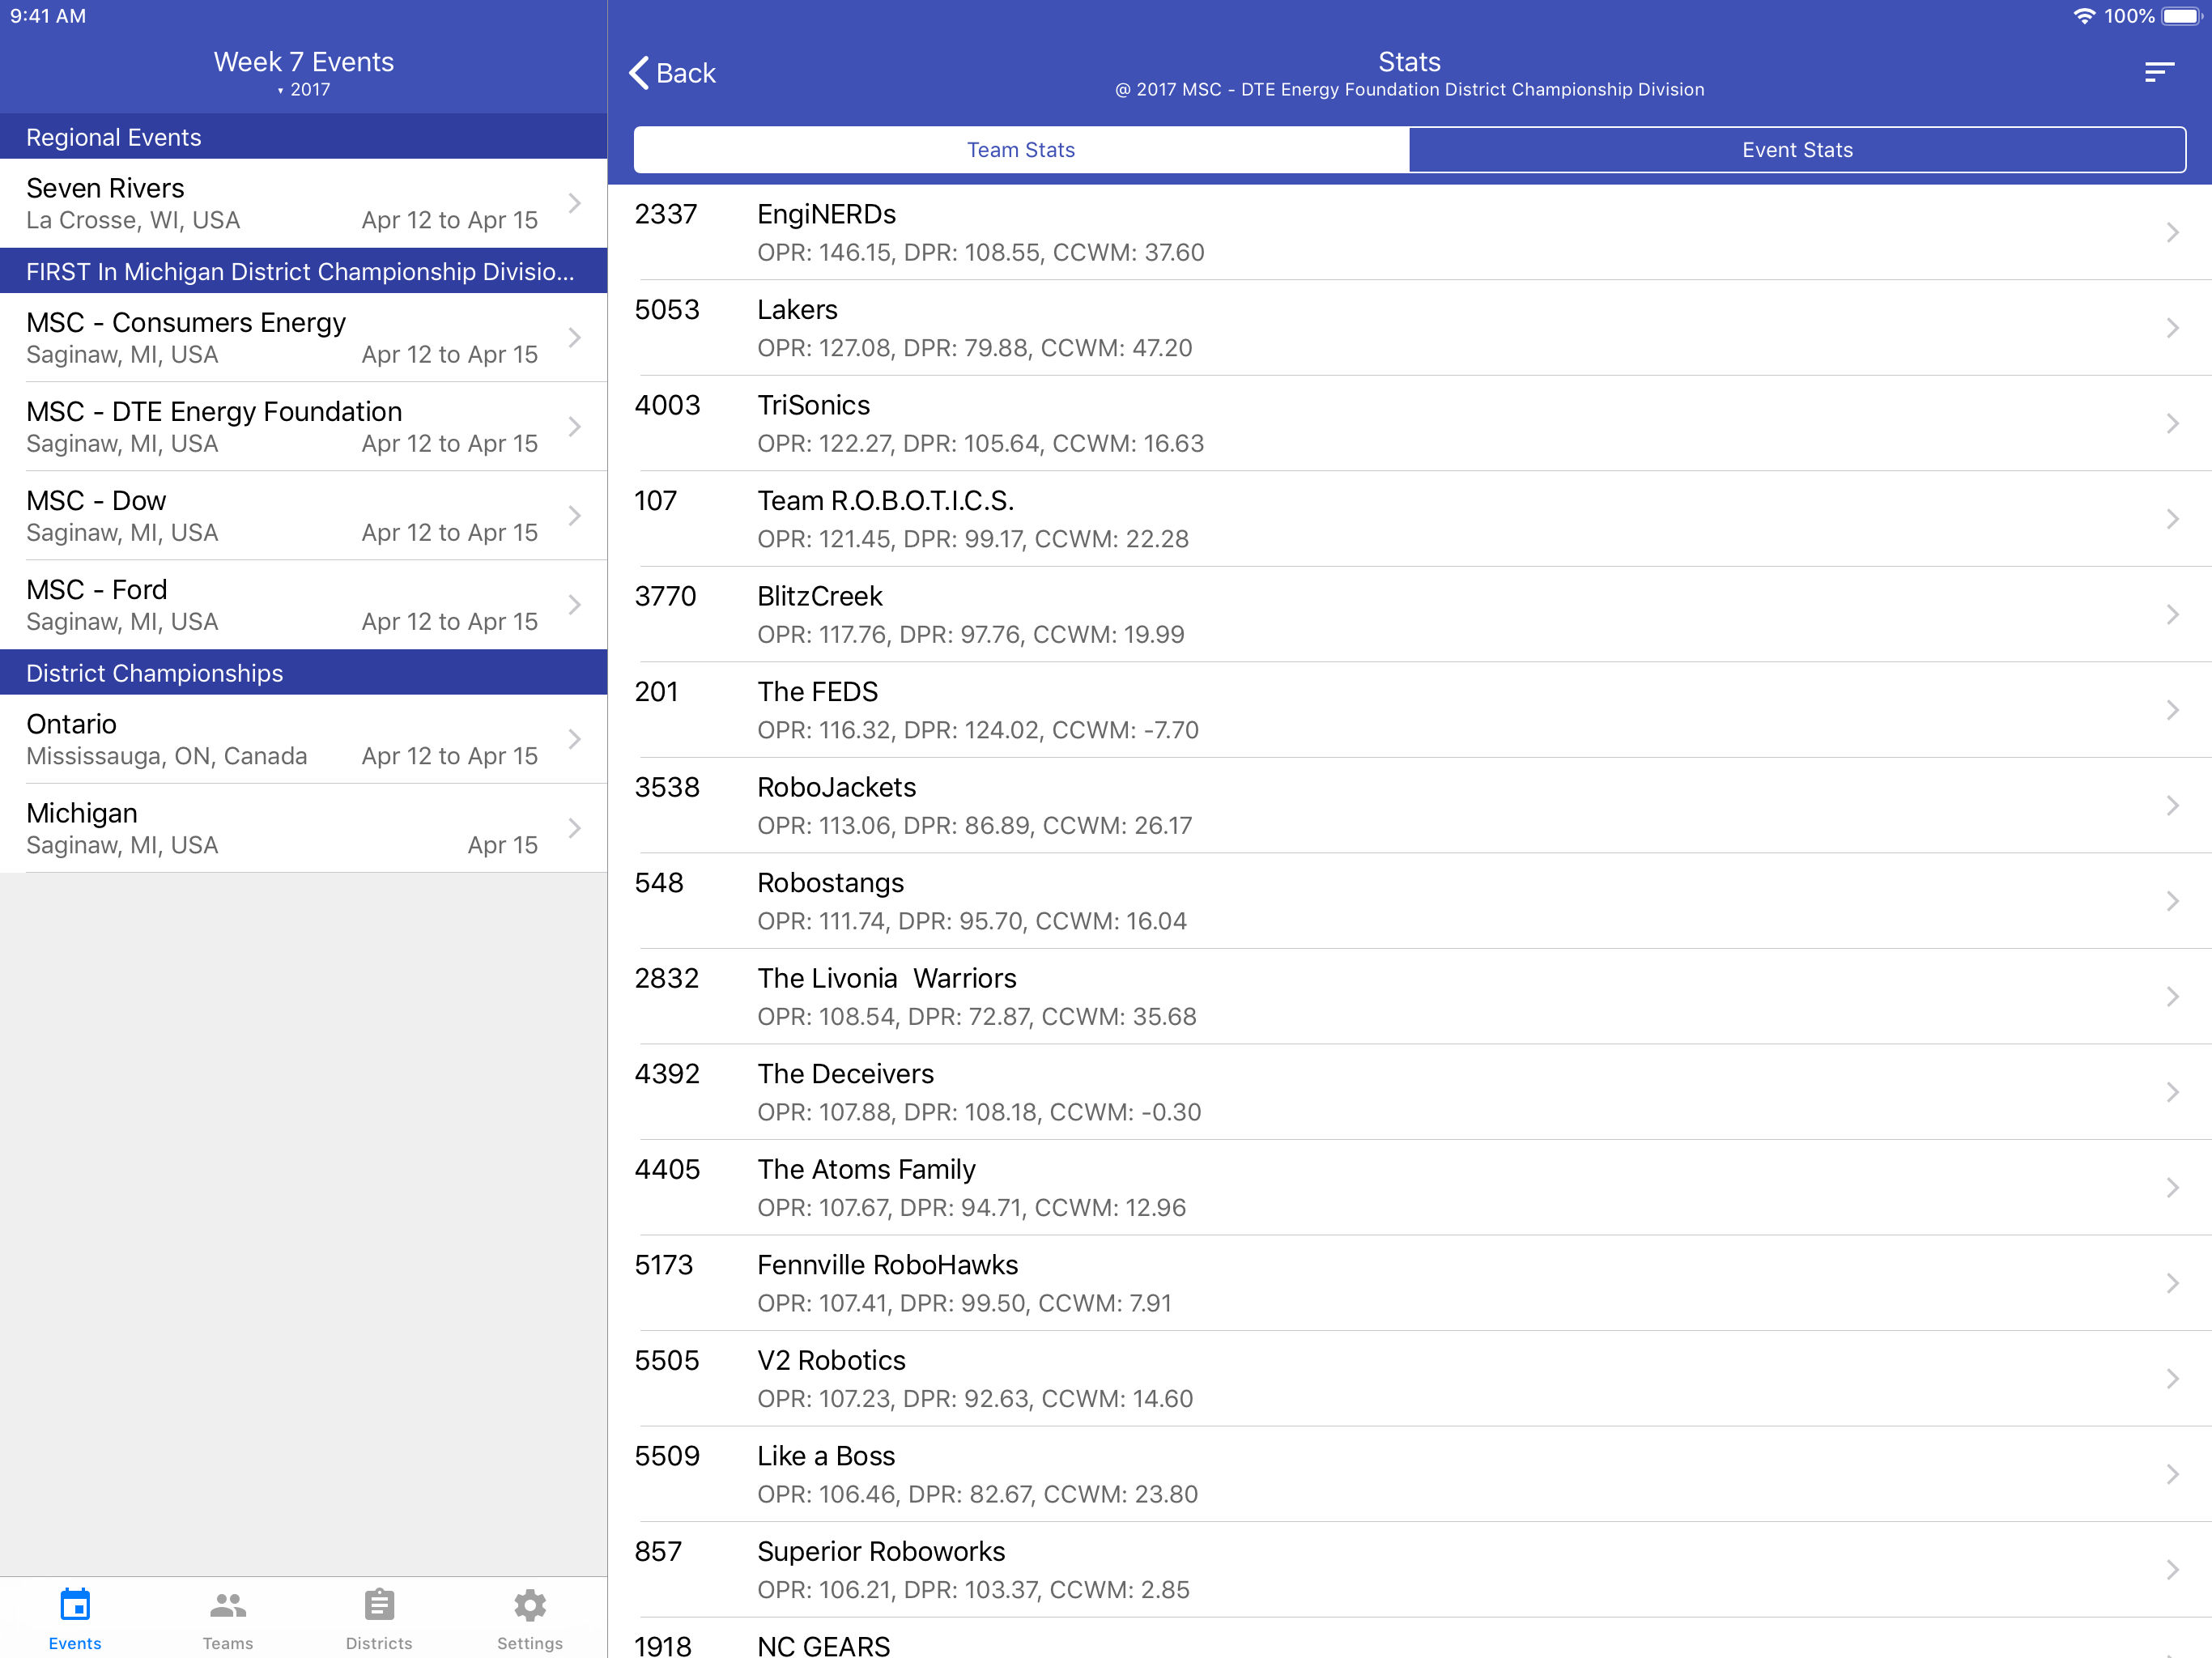 9:41 AM
Week 7 Events
▾ 2017
Regional Events
Seven Rivers
La Crosse, WI, USA Apr 12 to Apr 15
FIRST In Michigan District Championship Divisio...
MSC - Consumers Energy
Saginaw, MI, USA Apr 12 to Apr 15
MSC - DTE Energy Foundation
Saginaw, MI, USA Apr 12 to Apr 15
MSC - Dow
Saginaw, MI, USA Apr 12 to Apr 15
MSC - Ford
Saginaw, MI, USA Apr 12 to Apr 15
District Championships
Ontario
Mississauga, ON, Canada Apr 12 to Apr 15
Michigan
Saginaw, MI, USA Apr 15
Events Teams Districts Settings
100%
Back
Stats
@ 2017 MSC - DTE Energy Foundation District Championship Division
Team Stats Event Stats
2337 EngiNERDs
OPR: 146.15, DPR: 108.55, CCWM: 37.60
5053 Lakers
OPR: 127.08, DPR: 79.88, CCWM: 47.20
4003 TriSonics
OPR: 122.27, DPR: 105.64, CCWM: 16.63
107 Team R.O.B.O.T.I.C.S.
OPR: 121.45, DPR: 99.17, CCWM: 22.28
3770 BlitzCreek
OPR: 117.76, DPR: 97.76, CCWM: 19.99
201 The FEDS
OPR: 116.32, DPR: 124.02, CCWM: -7.70
3538 RoboJackets
OPR: 113.06, DPR: 86.89, CCWM: 26.17
548 Robostangs
OPR: 111.74, DPR: 95.70, CCWM: 16.04
2832 The Livonia  Warriors
OPR: 108.54, DPR: 72.87, CCWM: 35.68
4392 The Deceivers
OPR: 107.88, DPR: 108.18, CCWM: -0.30
4405 The Atoms Family
OPR: 107.67, DPR: 94.71, CCWM: 12.96
5173 Fennville RoboHawks
OPR: 107.41, DPR: 99.50, CCWM: 7.91
5505 V2 Robotics
OPR: 107.23, DPR: 92.63, CCWM: 14.60
5509 Like a Boss
OPR: 106.46, DPR: 82.67, CCWM: 23.80
857 Superior Roboworks
OPR: 106.21, DPR: 103.37, CCWM: 2.85
1918 NC GEARS